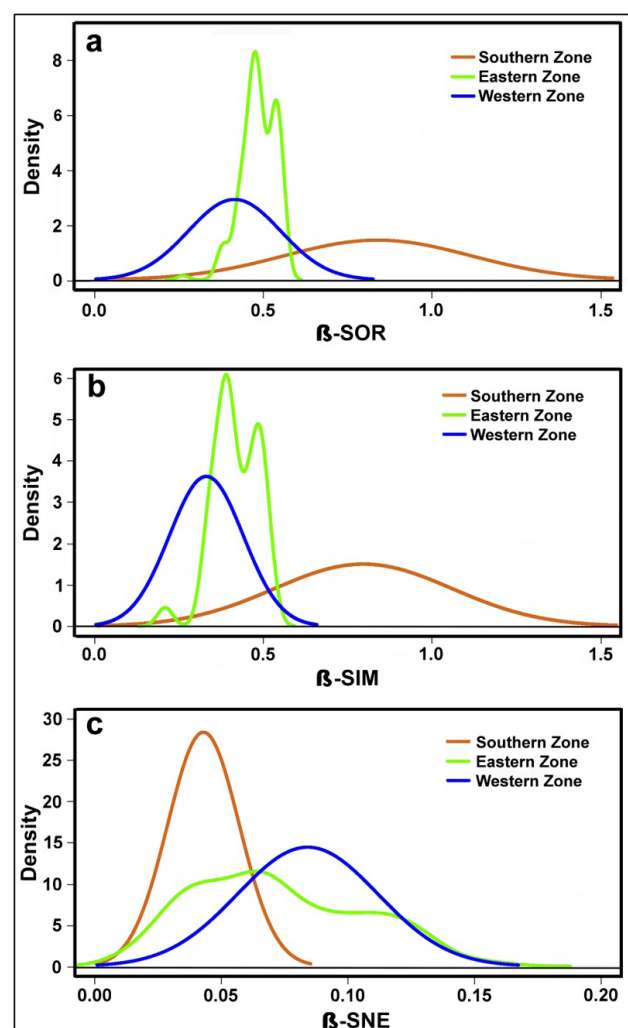 a
Southern Zone
Eastern Zone
Western Zone
Density
8
6
4
2
0
0.0 0.5 1.0 1.5
ß-SOR
b
Southern Zone
Eastern Zone
Western Zone
Density
6
5
4
3
2
1
0
0.0 0.5 1.0 1.5
ß-SIM
c
Southern Zone
Eastern Zone
Western Zone
Density
30
25
20
15
10
5
0
0.00 0.05 0.10 0.15 0.20
ß-SNE